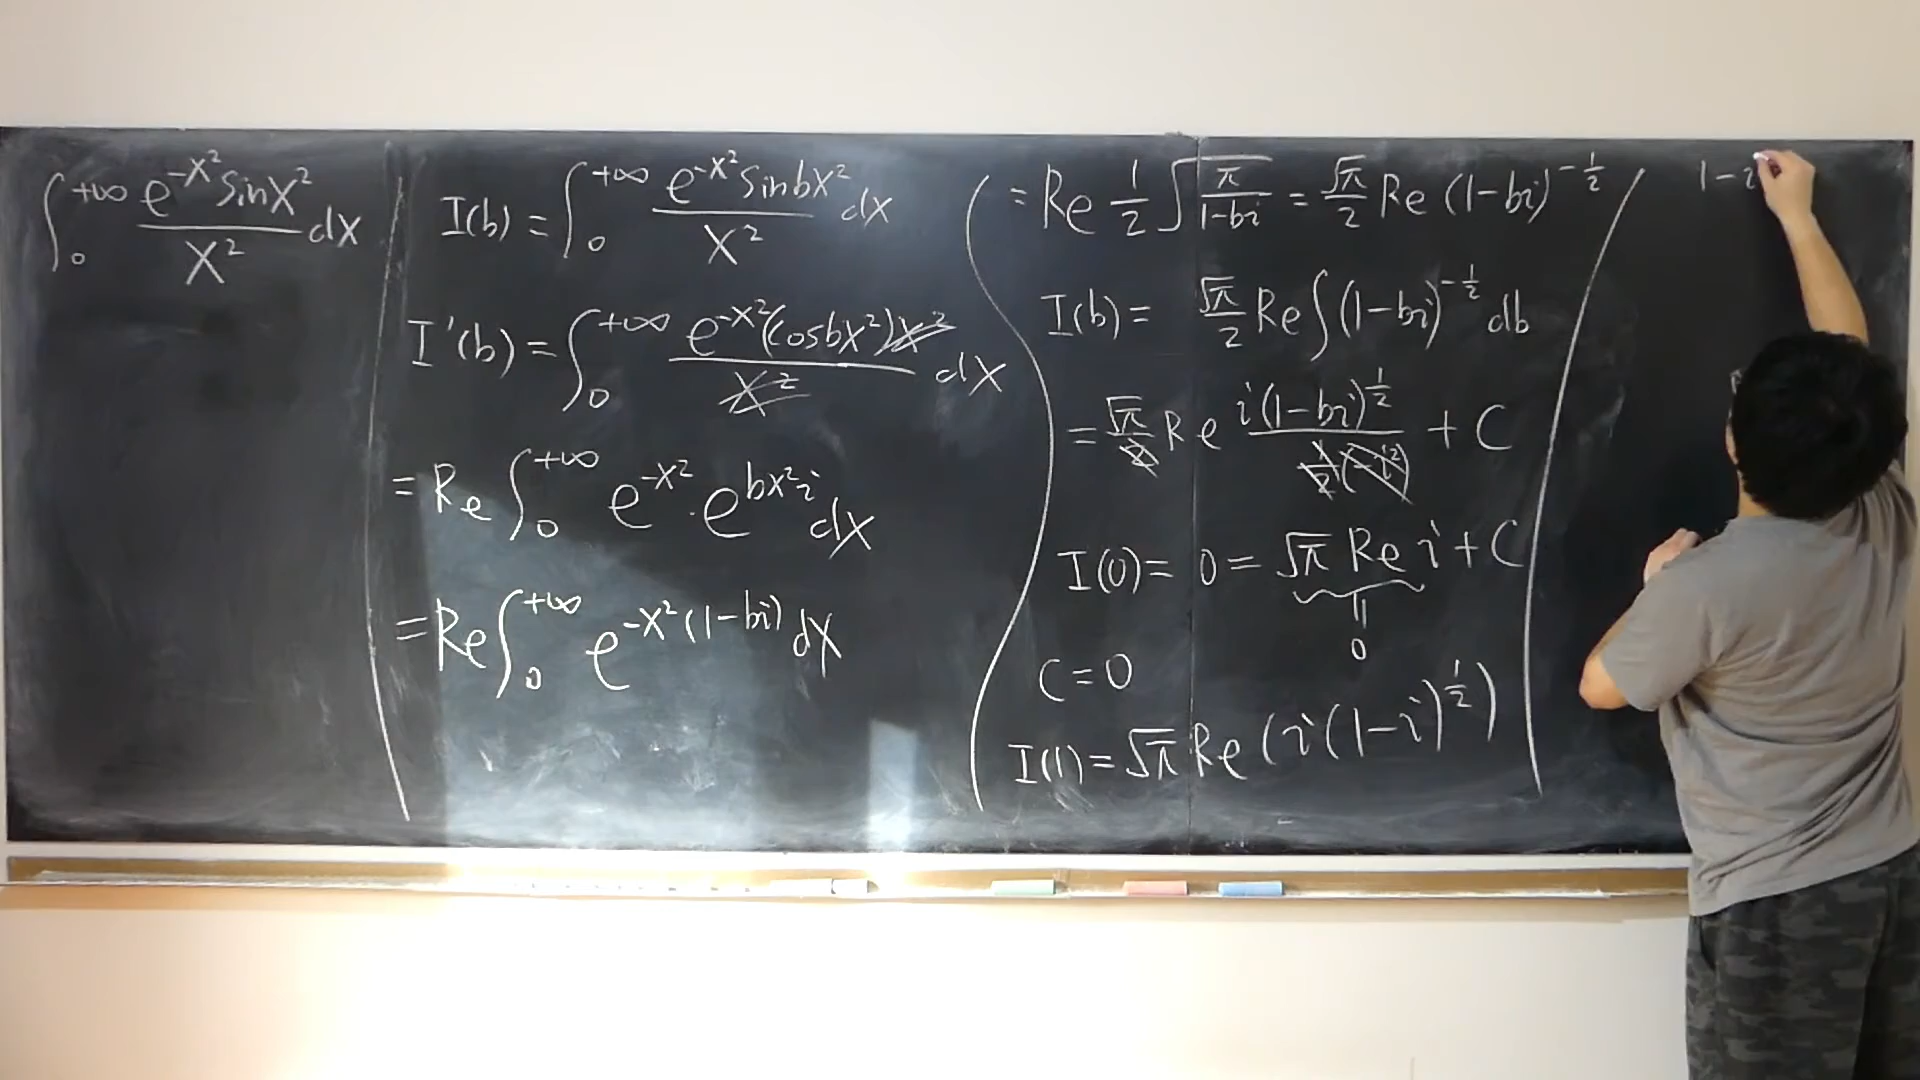 ∫₀^{+∞} e^{-x²} sin x² / x² dx
I(b) = ∫₀^{+∞} e^{-x²} sin bx² / x² dx
I'(b) = ∫₀^{+∞} e^{-x²}(cos bx²) x² / x² dx
= Re ∫₀^{+∞} e^{-x²} · e^{bx²i} dx
= Re ∫₀^{+∞} e^{-x²(1-bi)} dx
= Re 1/2 √(π/(1-bi)) = √π/2 Re (1-bi)^{-1/2}
I(b) = √π/2 Re ∫ (1-bi)^{-1/2} db
= √π/2 Re i(1-bi)^{1/2} / (1/2 (-i²)) + C
I(0) = 0 = √π Re i + C
0
C = 0
I(1) = √π Re (i(1-i)^{1/2})
1-i